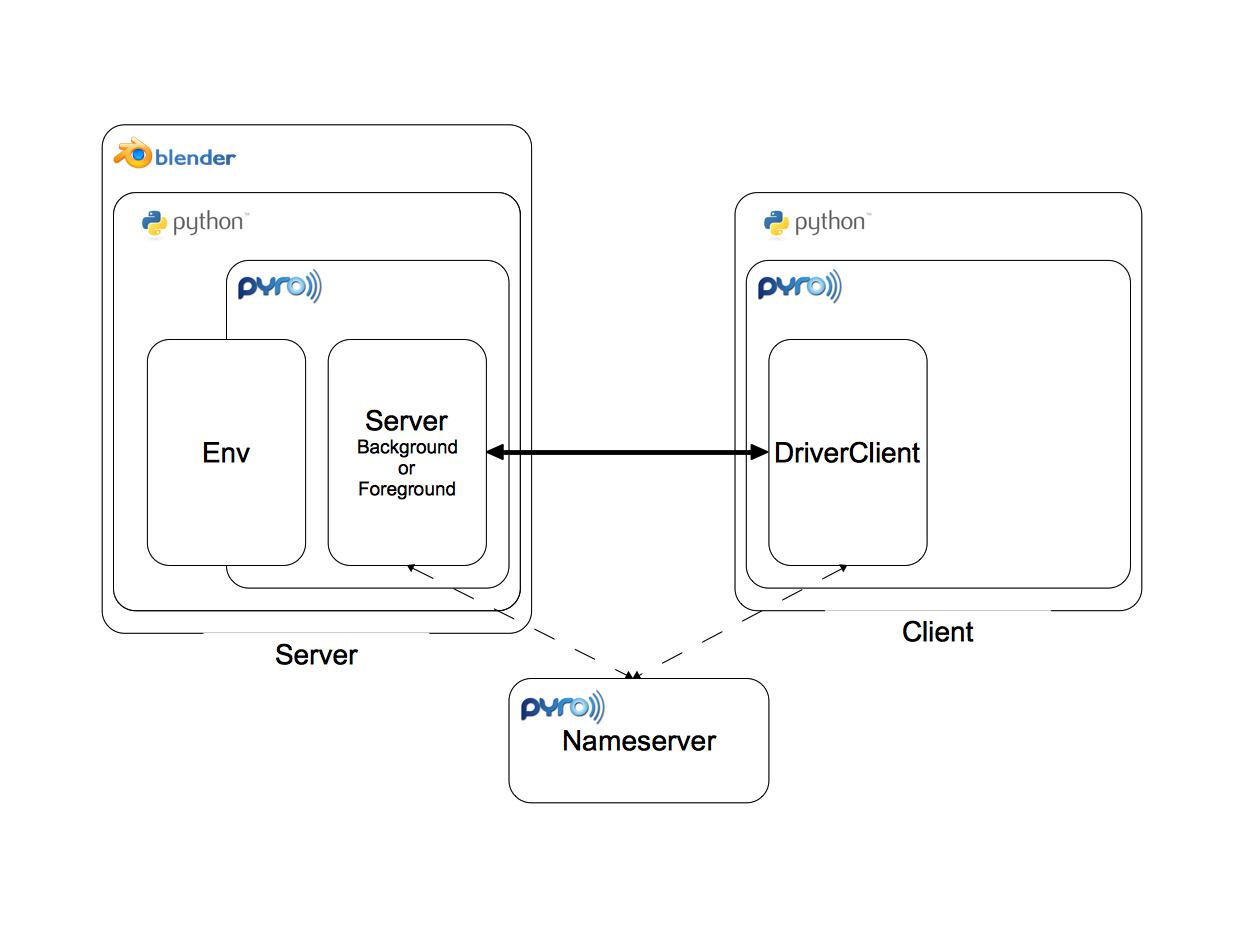 blender
python™
pyro
Env
Server
Background
or
Foreground
Server
python™
pyro
DriverClient
Client
pyro
Nameserver